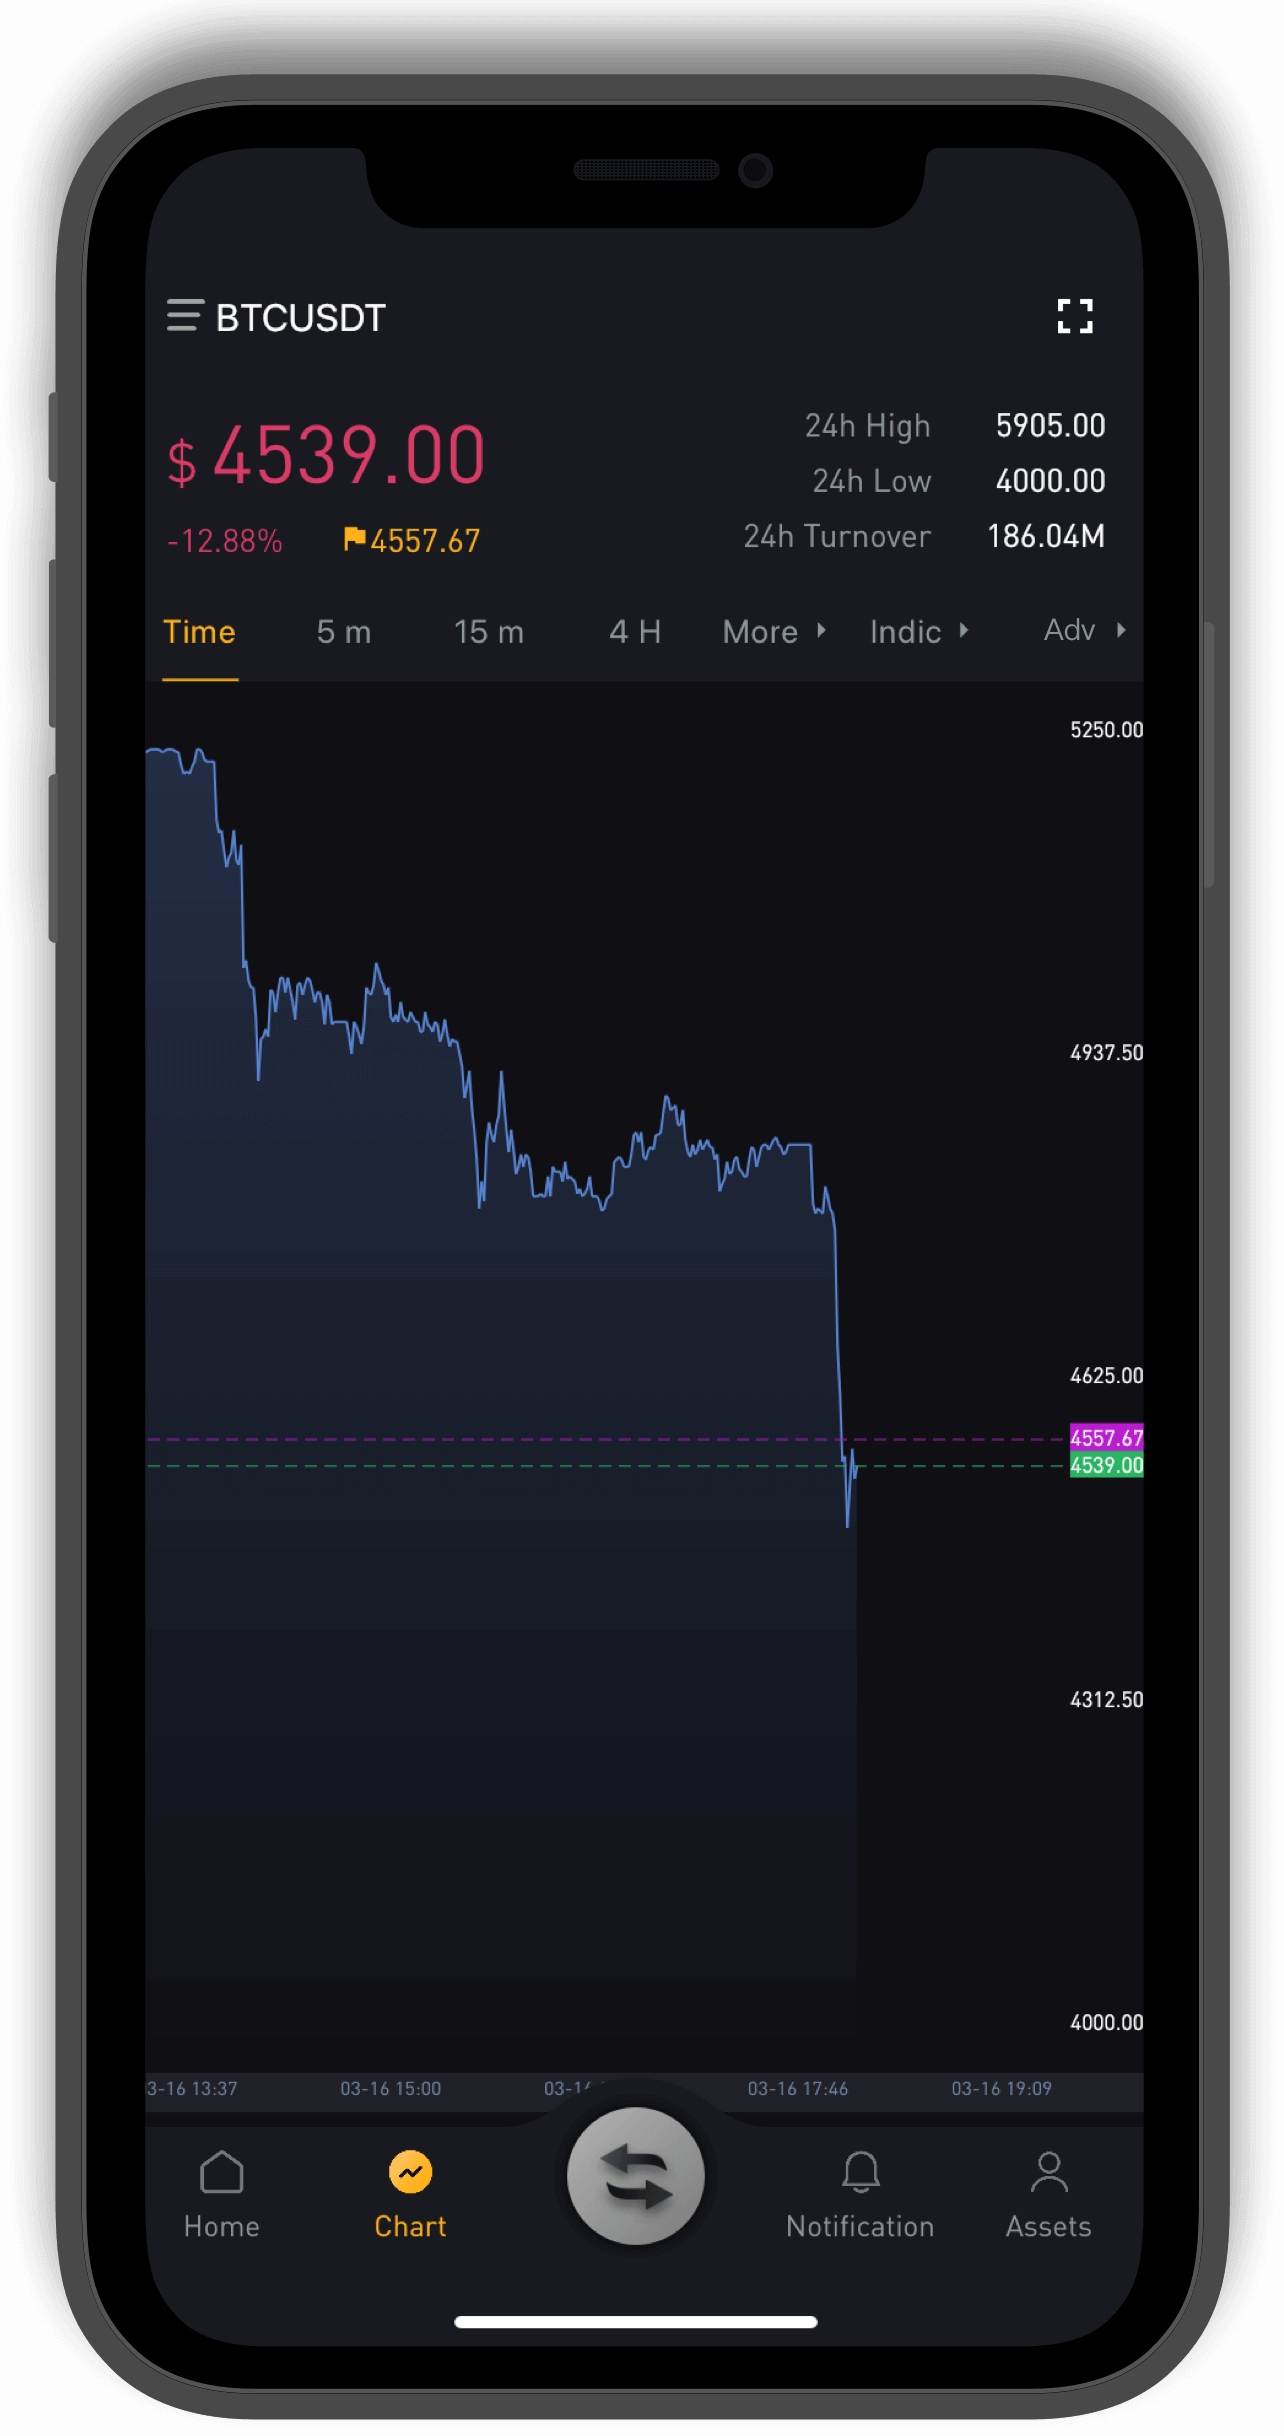 BTCUSDT
$ 4539.00
-12.88% 4557.67
24h High 5905.00
24h Low 4000.00
24h Turnover 186.04M
Time 5 m 15 m 4 H More Indic Adv
5250.00
4937.50
4625.00
4557.67
4539.00
4312.50
4000.00
3-16 13:37 03-16 15:00 03-1 03-16 17:46 03-16 19:09
Home Chart Notification Assets